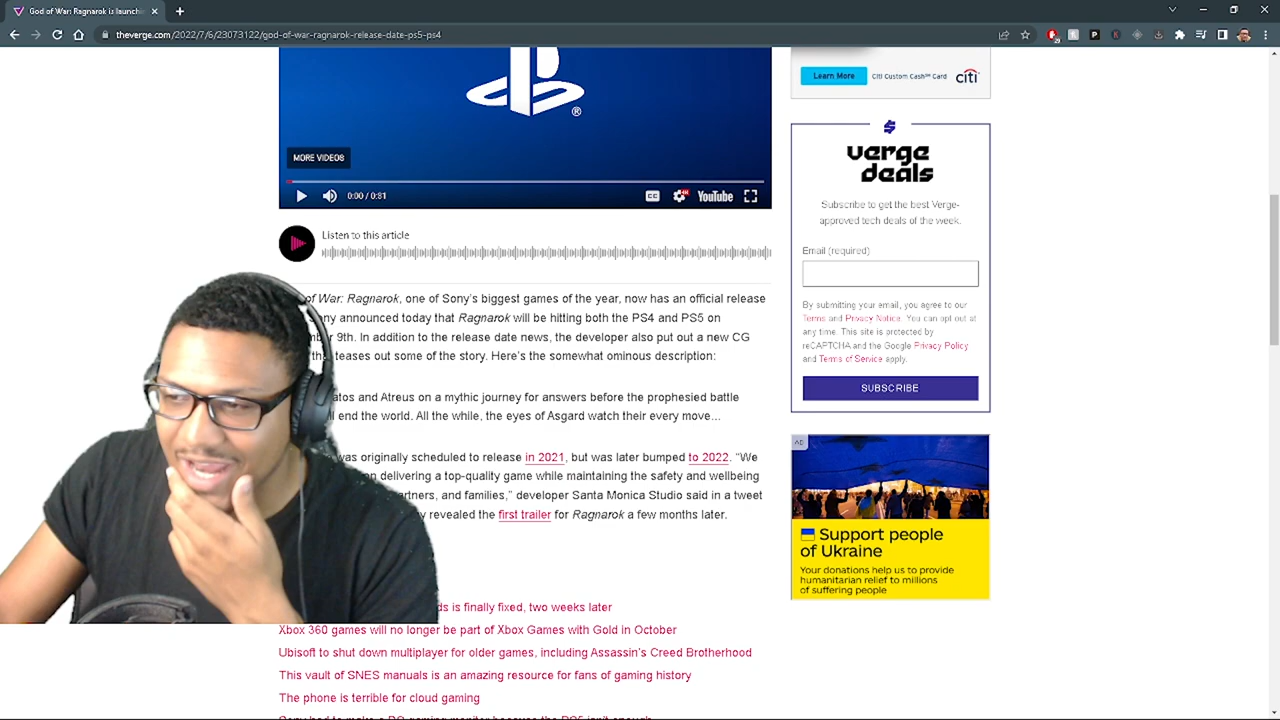 God of War: Ragnarok is launchi
theverge.com/2022/7/6/23073122/god-of-war-ragnarok-release-date-ps5-ps4
®
MORE VIDEOS
0:00 / 0:31
CC
4K
YouTube
Listen to this article
of War: Ragnarok, one of Sony's biggest games of the year, now has an official release
announced today that Ragnarok will be hitting both the PS4 and PS5 on
9th. In addition to the release date news, the developer also put out a new CG
teases out some of the story. Here's the somewhat ominous description:
and Atreus on a mythic journey for answers before the prophesied battle
end the world. All the while, the eyes of Asgard watch their every move...
was originally scheduled to release in 2021, but was later bumped to 2022. “We
delivering a top-quality game while maintaining the safety and wellbeing
and families,” developer Santa Monica Studio said in a tweet
revealed the first trailer for Ragnarok a few months later.
is finally fixed, two weeks later
Xbox 360 games will no longer be part of Xbox Games with Gold in October
Ubisoft to shut down multiplayer for older games, including Assassin's Creed Brotherhood
This vault of SNES manuals is an amazing resource for fans of gaming history
The phone is terrible for cloud gaming
Learn More
Citi Custom Cash℠ Card
citi
verge
deals
Subscribe to get the best Verge-
approved tech deals of the week.
Email (required)
By submitting your email, you agree to our
Terms and Privacy Notice. You can opt out at
any time. This site is protected by
reCAPTCHA and the Google Privacy Policy
and Terms of Service apply.
SUBSCRIBE
AD
Support people
of Ukraine
Your donations help us to provide
humanitarian relief to millions
of suffering people